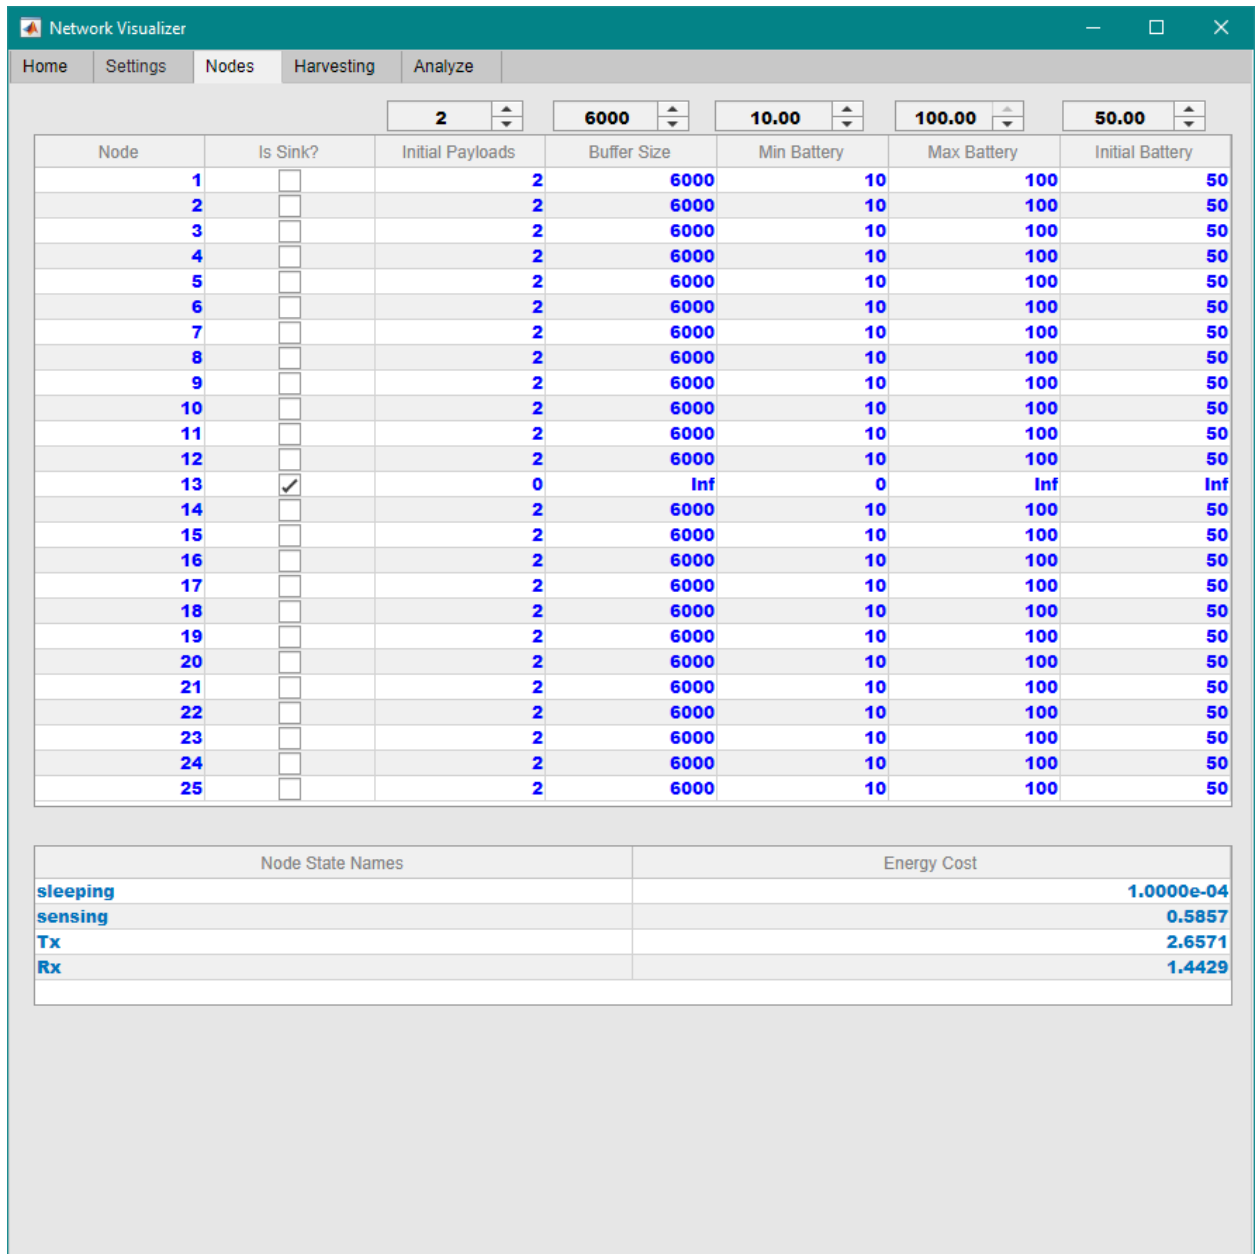 Network Visualizer
Home Settings Nodes Harvesting Analyze
2 6000 10.00 100.00 50.00
Node Is Sink? Initial Payloads Buffer Size Min Battery Max Battery Initial Battery
1 2 6000 10 100 50
2 2 6000 10 100 50
3 2 6000 10 100 50
4 2 6000 10 100 50
5 2 6000 10 100 50
6 2 6000 10 100 50
7 2 6000 10 100 50
8 2 6000 10 100 50
9 2 6000 10 100 50
10 2 6000 10 100 50
11 2 6000 10 100 50
12 2 6000 10 100 50
13 0 Inf 0 Inf Inf
14 2 6000 10 100 50
15 2 6000 10 100 50
16 2 6000 10 100 50
17 2 6000 10 100 50
18 2 6000 10 100 50
19 2 6000 10 100 50
20 2 6000 10 100 50
21 2 6000 10 100 50
22 2 6000 10 100 50
23 2 6000 10 100 50
24 2 6000 10 100 50
25 2 6000 10 100 50
Node State Names Energy Cost
sleeping 1.0000e-04
sensing 0.5857
Tx 2.6571
Rx 1.4429